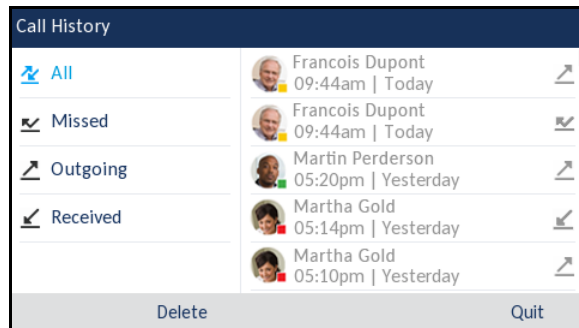 Call History
All
Missed
Outgoing
Received
Francois Dupont
09:44am | Today
Francois Dupont
09:44am | Today
Martin Perderson
05:20pm | Yesterday
Martha Gold
05:14pm | Yesterday
Martha Gold
05:10pm | Yesterday
Delete
Quit